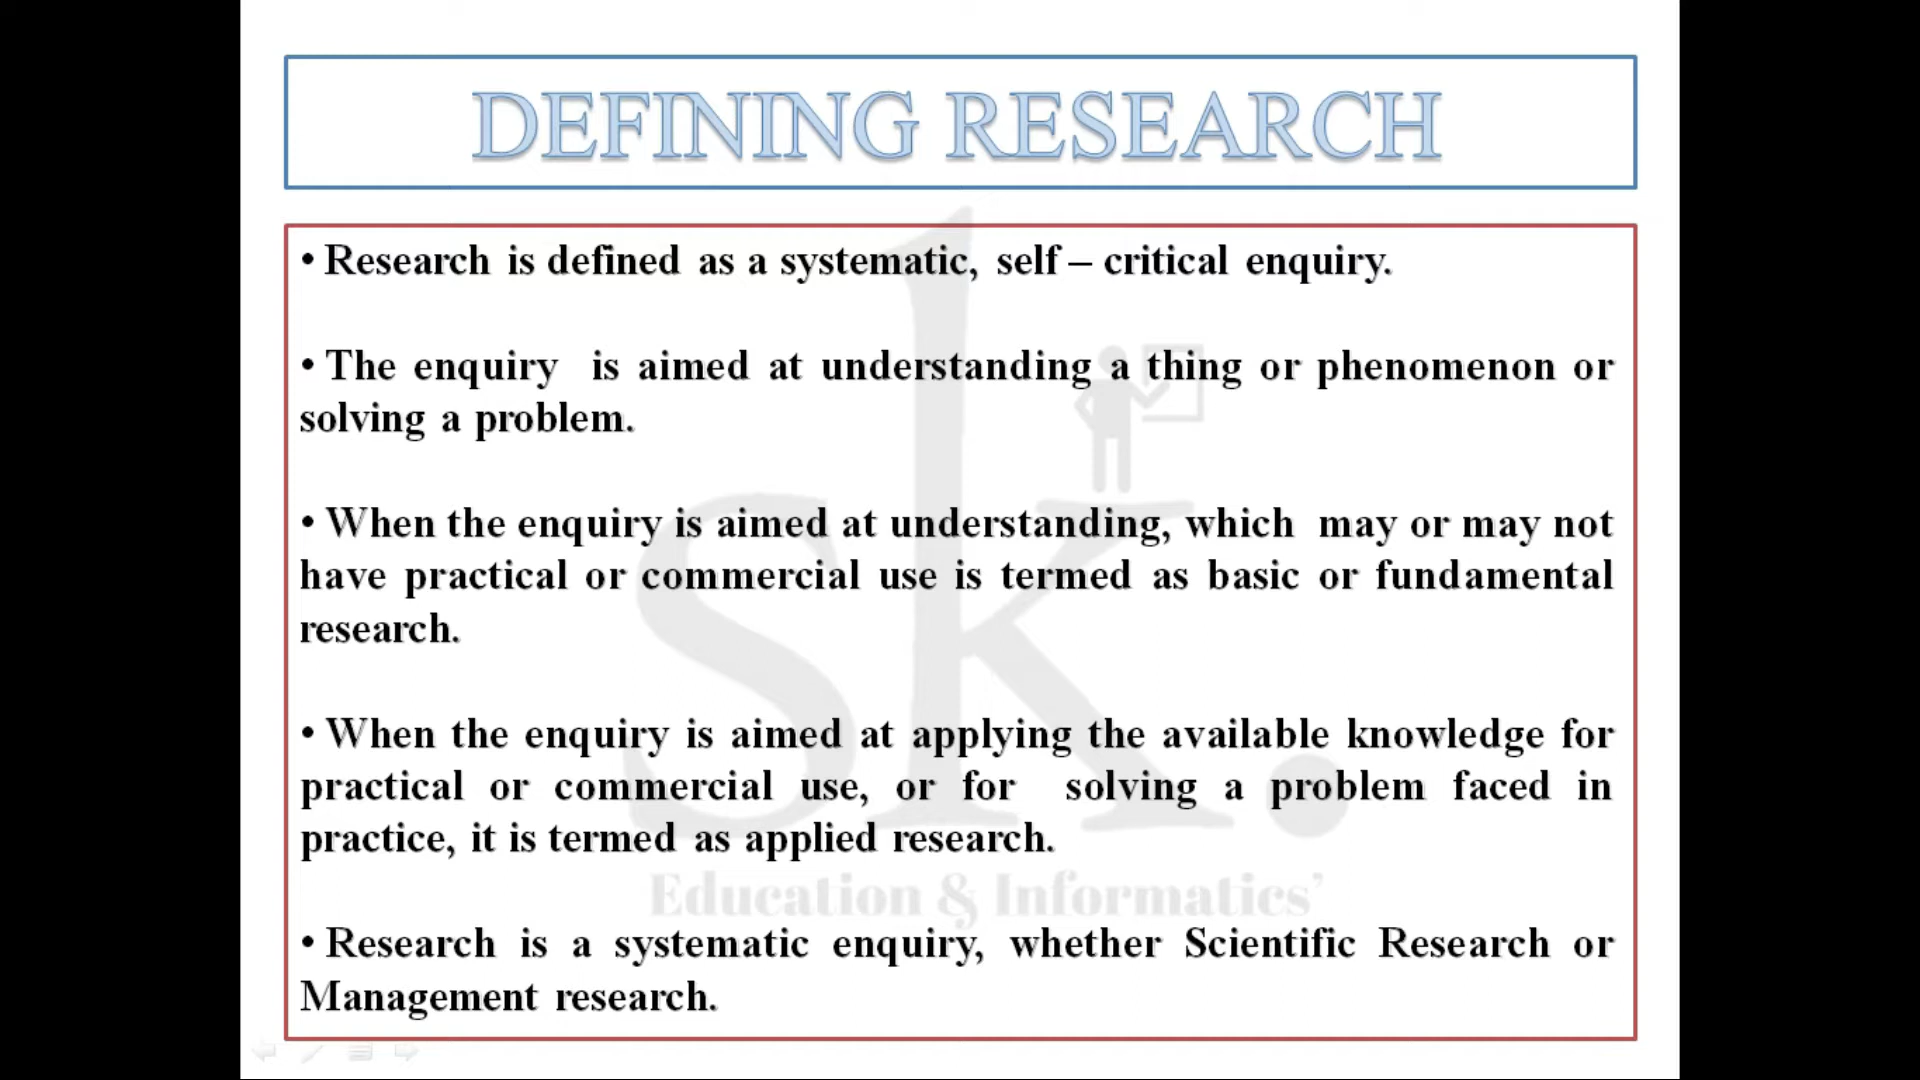 DEFINING RESEARCH
• Research is defined as a systematic, self – critical enquiry.
• The enquiry is aimed at understanding a thing or phenomenon or
solving a problem.
• When the enquiry is aimed at understanding, which may or may not
have practical or commercial use is termed as basic or fundamental
research.
• When the enquiry is aimed at applying the available knowledge for
practical or commercial use, or for solving a problem faced in
practice, it is termed as applied research.
sk.
Education & Informatics’
• Research is a systematic enquiry, whether Scientific Research or
Management research.